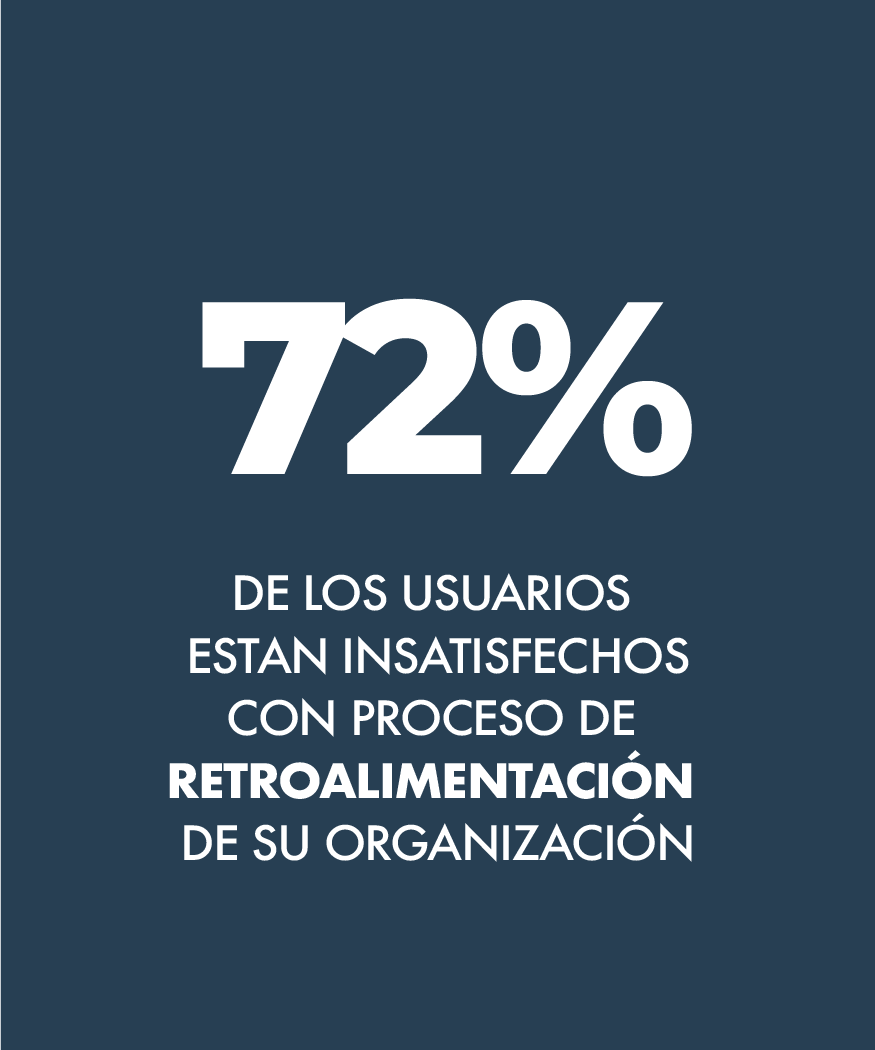 72%
DE LOS USUARIOS
ESTAN INSATISFECHOS
CON PROCESO DE
RETROALIMENTACIÓN
DE SU ORGANIZACIÓN